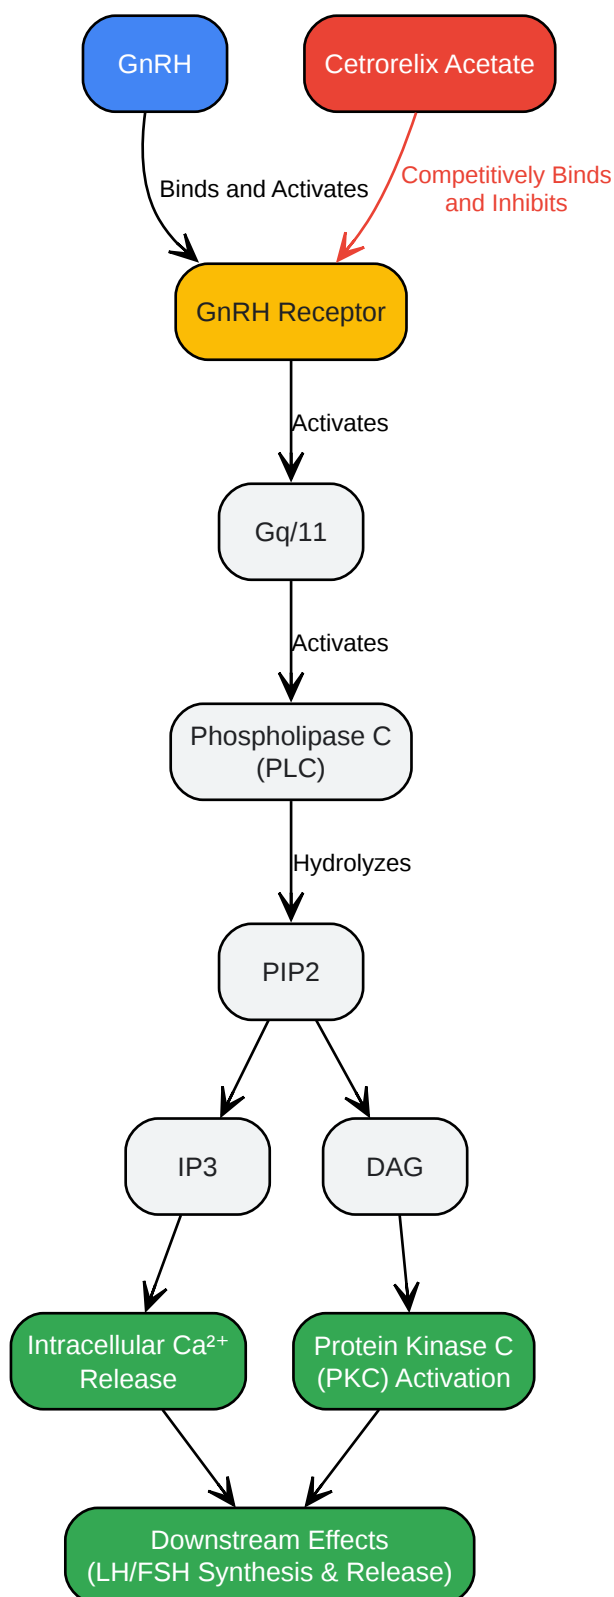 GnRH
Cetrorelix Acetate
Binds and Activates
Competitively Binds
and Inhibits
GnRH Receptor
Activates
Gq/11
Activates
Phospholipase C
(PLC)
Hydrolyzes
PIP2
IP3
DAG
Intracellular Ca²⁺
Release
Protein Kinase C
(PKC) Activation
Downstream Effects
(LH/FSH Synthesis & Release)